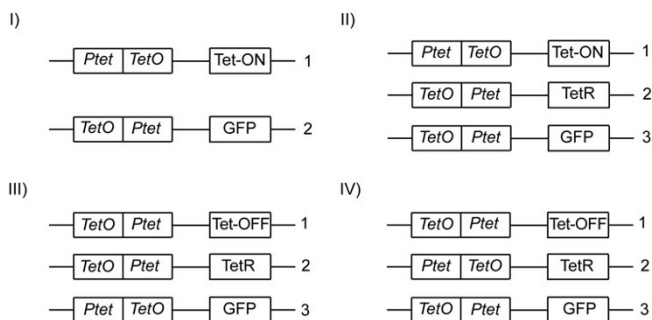 I)
Ptet TetO Tet-ON 1
TetO Ptet GFP 2
II)
Ptet TetO Tet-ON 1
TetO Ptet TetR 2
TetO Ptet GFP 3
III)
TetO Ptet Tet-OFF 1
TetO Ptet TetR 2
Ptet TetO GFP 3
IV)
TetO Ptet Tet-OFF 1
Ptet TetO TetR 2
TetO Ptet GFP 3